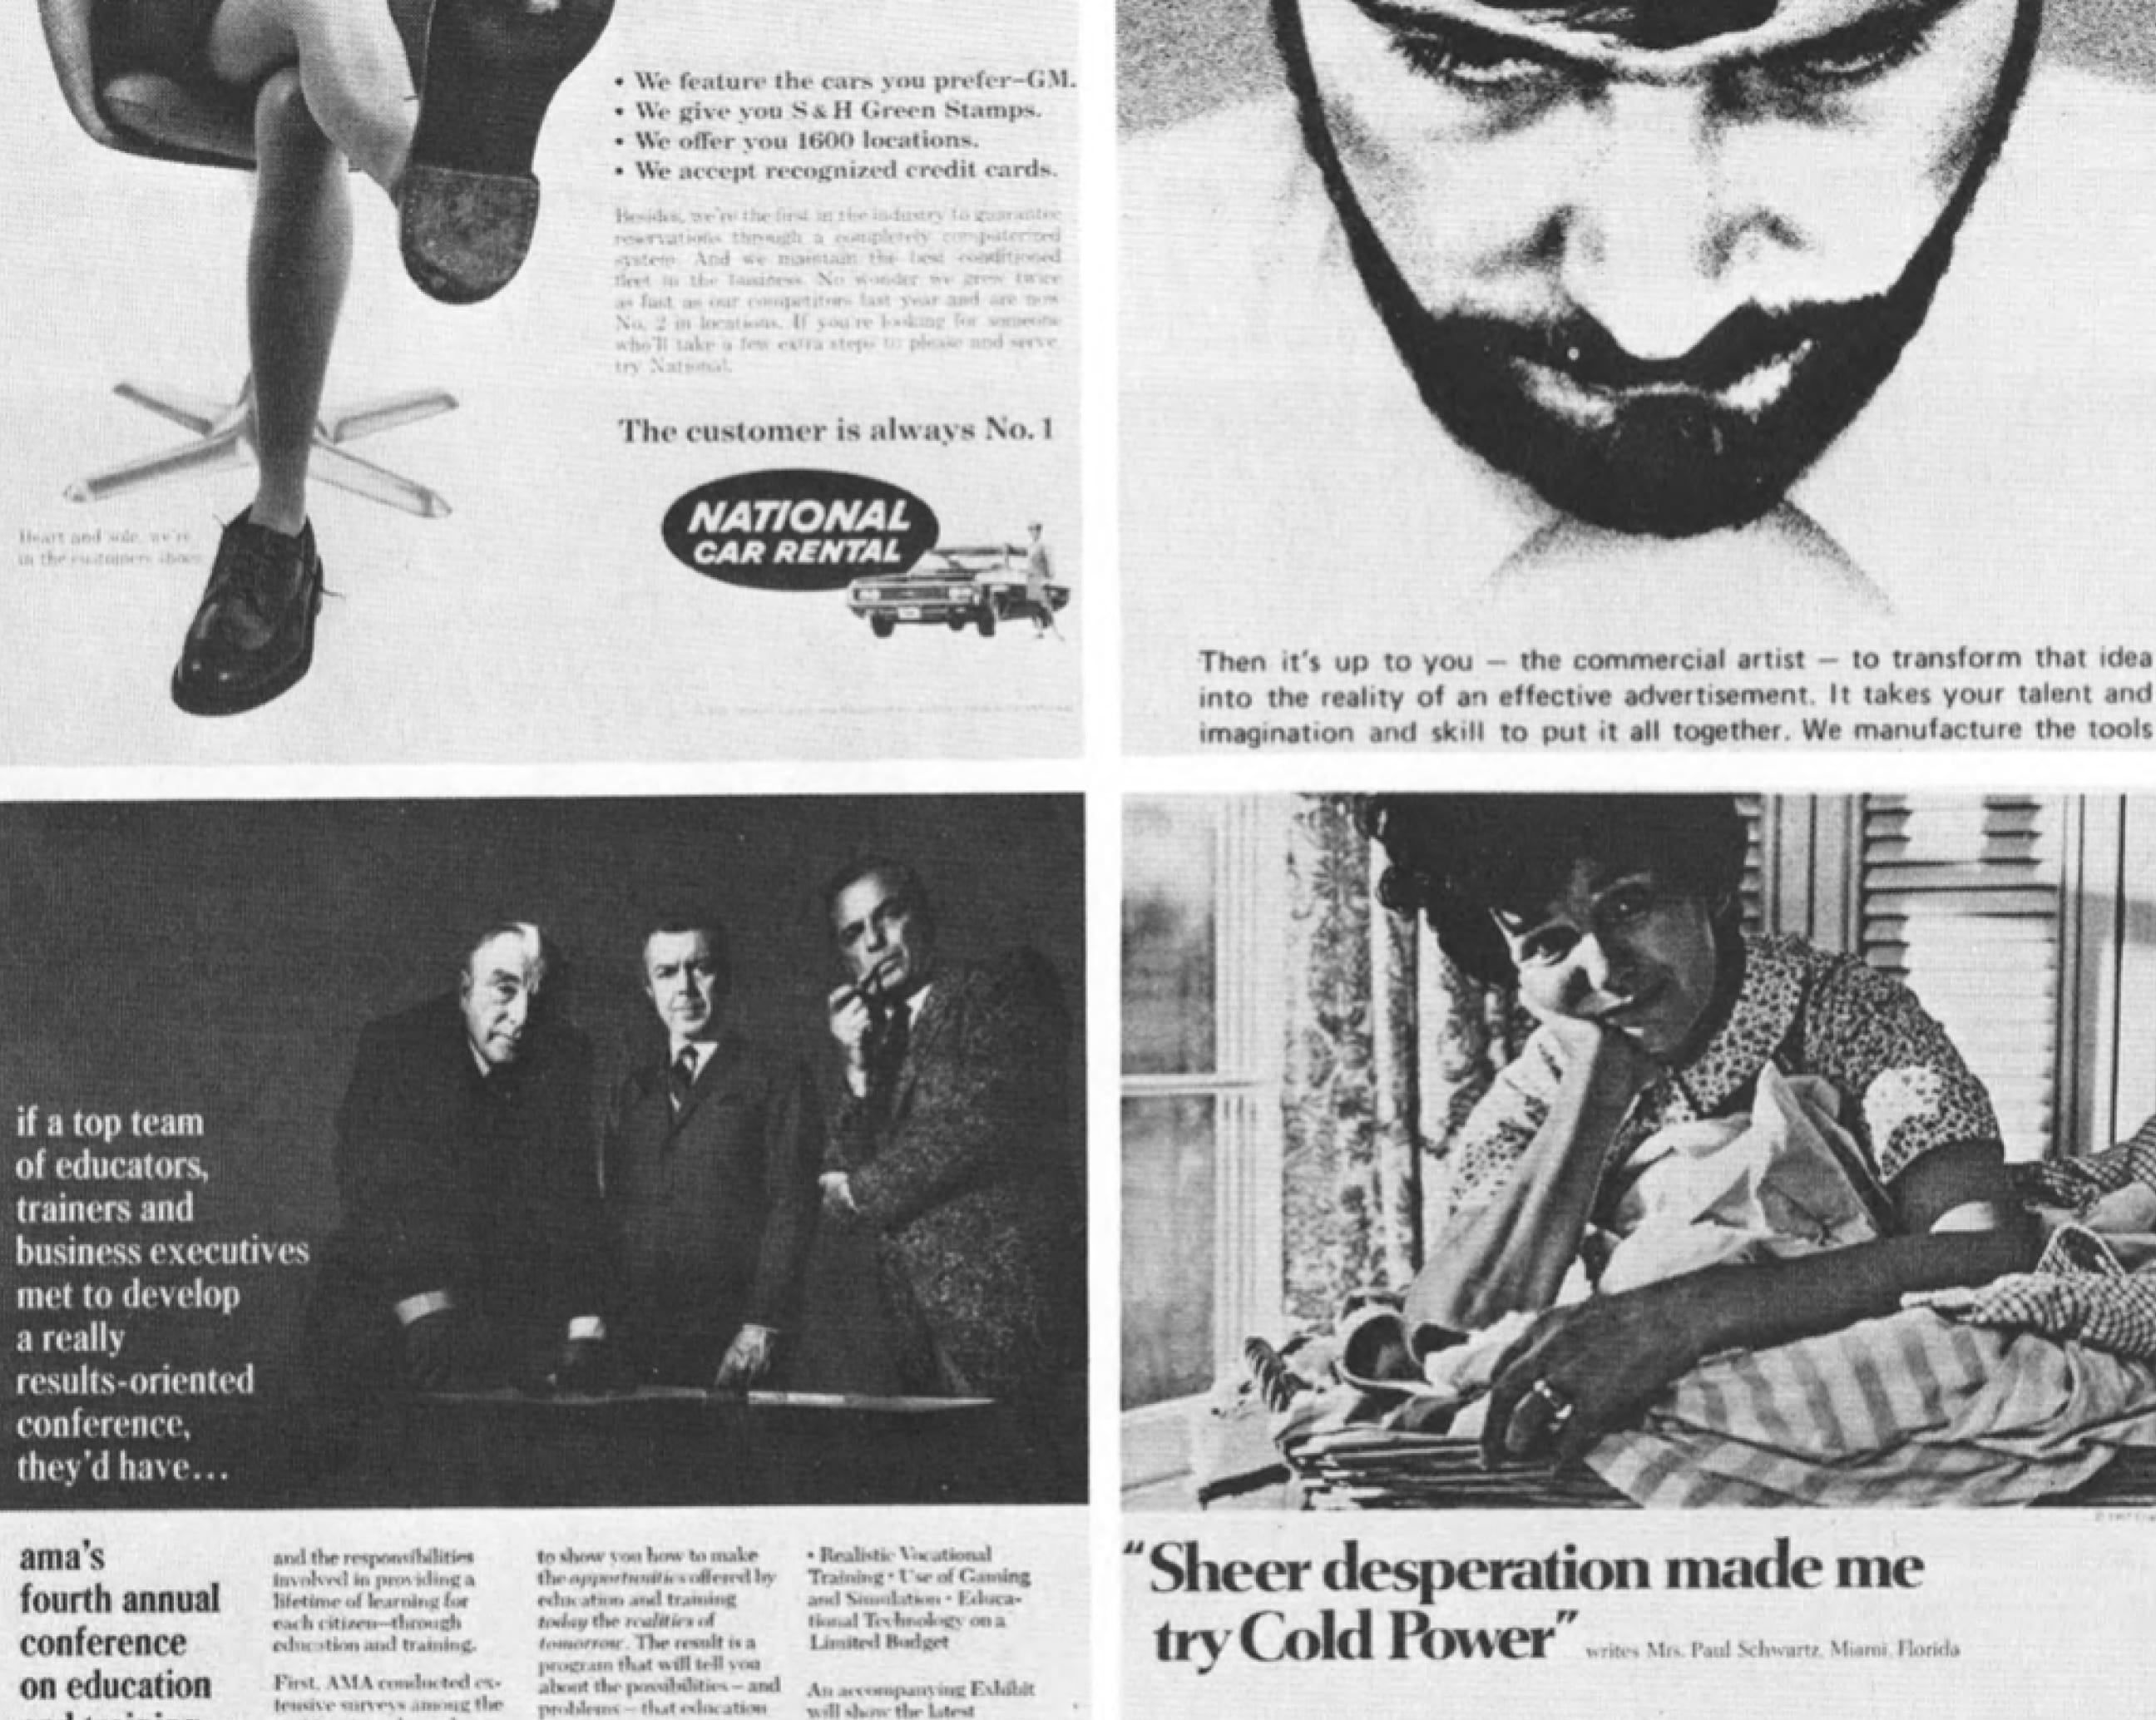 • We feature the cars you prefer–GM.
• We give you S & H Green Stamps.
• We offer you 1600 locations.
• We accept recognized credit cards.
Besides, we're the first in the industry to guarantee
reservations through a completely computerized
system. And we maintain the best conditioned
fleet in the business. No wonder we grew twice
as fast as our competitors last year and are now
No. 2 in locations. If you're looking for someone
who'll take a few extra steps to please and serve,
try National.
The customer is always No. 1
NATIONAL
CAR RENTAL
Heart and sole, we're
in the customers shoes
Then it's up to you — the commercial artist — to transform that idea
into the reality of an effective advertisement. It takes your talent and
imagination and skill to put it all together. We manufacture the tools
if a top team
of educators,
trainers and
business executives
met to develop
a really
results-oriented
conference,
they'd have...
ama's
fourth annual
conference
on education
and training
and the responsibilities
involved in providing a
lifetime of learning for
each citizen—through
education and training.
First, AMA conducted ex-
tensive surveys among the
to show you how to make
the opportunities offered by
education and training
today the realities of
tomorrow. The result is a
program that will tell you
about the possibilities – and
problems – that education
• Realistic Vocational
Training • Use of Gaming
and Simulation • Educa-
tional Technology on a
Limited Budget
An accompanying Exhibit
will show the latest
“Sheer desperation made me
try Cold Power”
writes Mrs. Paul Schwartz, Miami, Florida